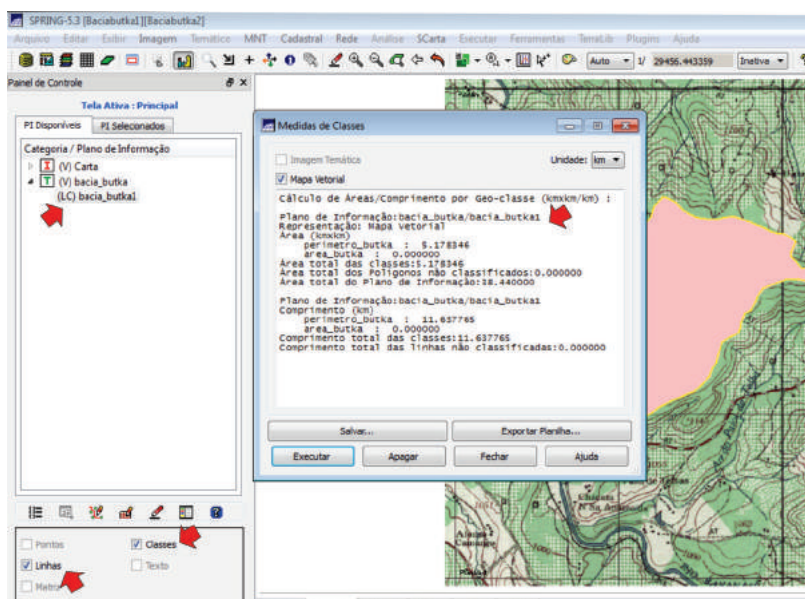 SPRING-5.3 [Baciabutka1][Baciabutka2]
Arquivo Editar Exibir Imagem Temático MNT Cadastral Rede Análise SCarta Executar Ferramentas TerraLib Plugins Ajuda
Auto 1/ 29456.443359 Inativa
Painel de Controle
Tela Ativa : Principal
PI Disponíveis PI Selecionados
Categoria / Plano de Informação
(V) Carta
(V) bacia_butka
(LC) bacia_butka1
Pontos Classes
Linhas Texto
Matriz
Medidas de Classes
Imagem Temática Unidade: km
Mapa Vetorial
Cálculo de Áreas/Comprimento por Geo-classe (kmxkm/km) :
Plano de Informação:bacia_butka/bacia_butka1
Representação: Mapa vetorial
Área (kmxkm)
perimetro_butka : 5.178346
area_butka : 0.000000
Área total das classes:5.178346
Área total dos Polígonos não classificados:0.000000
Área total do Plano de Informação:18.440000
Plano de Informação:bacia_butka/bacia_butka1
Comprimento (km)
perimetro_butka : 11.637765
area_butka : 0.000000
Comprimento total das classes:11.637765
Comprimento total das linhas não classificadas:0.000000
Salvar... Exportar Planilha...
Executar Apagar Fechar Ajuda
Chácara
N Sa Aparecida
Afonso
Camargo